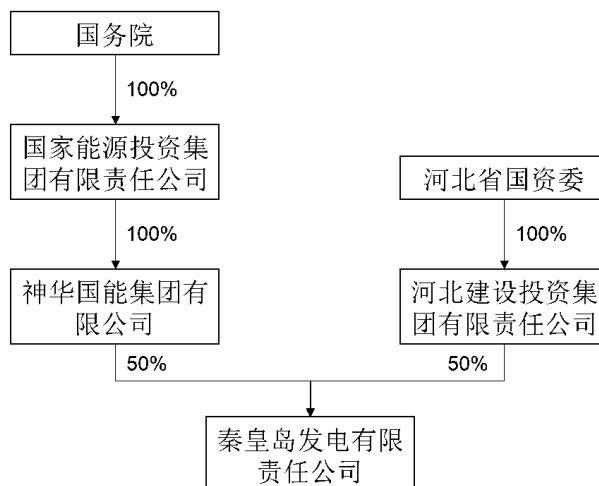 国务院
100%
国家能源投资集
团有限责任公司
河北省国资委
100%
100%
神华国能集团有
限公司
河北建设投资集
团有限责任公司
50%
50%
秦皇岛发电有限
责任公司